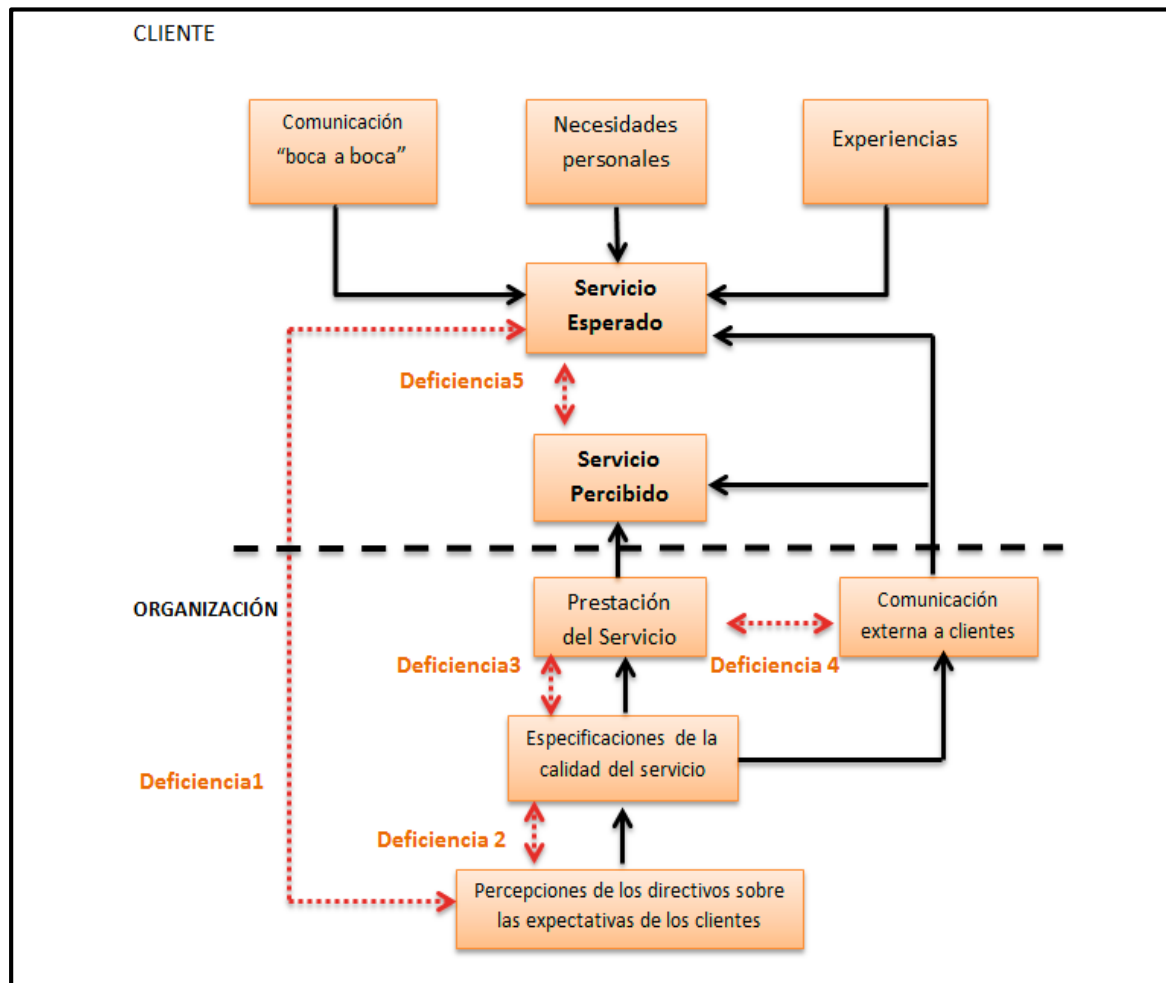 CLIENTE
Comunicación
“boca a boca”
Necesidades
personales
Experiencias
Servicio
Esperado
Deficiencia5
Servicio
Percibido
ORGANIZACIÓN
Prestación
del Servicio
Comunicación
externa a clientes
Deficiencia3
Deficiencia 4
Especificaciones de la
calidad del servicio
Deficiencia1
Deficiencia 2
Percepciones de los directivos sobre
las expectativas de los clientes